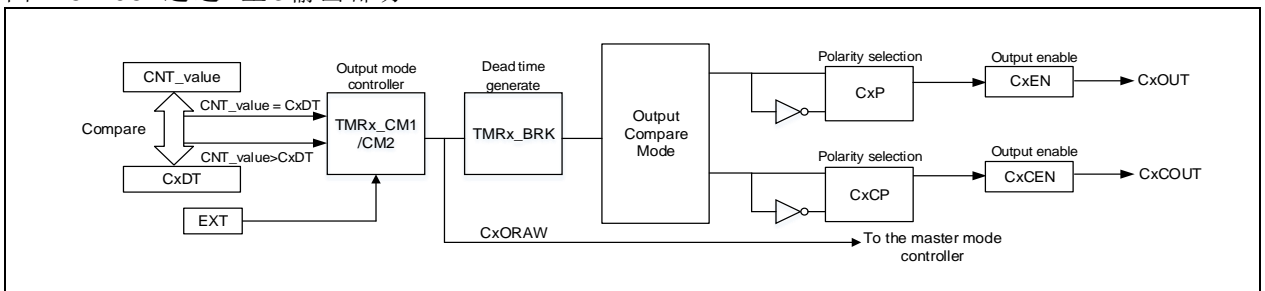 CNT_value
Compare
CxDT
CNT_value = CxDT
CNT_value>CxDT
EXT
Output mode
controller
TMRx_CM1
/CM2
Dead time
generate
TMRx_BRK
CxORAW
Output
Compare
Mode
Polarity selection
CxP
Output enable
CxEN
CxOUT
Polarity selection
CxCP
Output enable
CxCEN
CxCOUT
To the master mode
controller